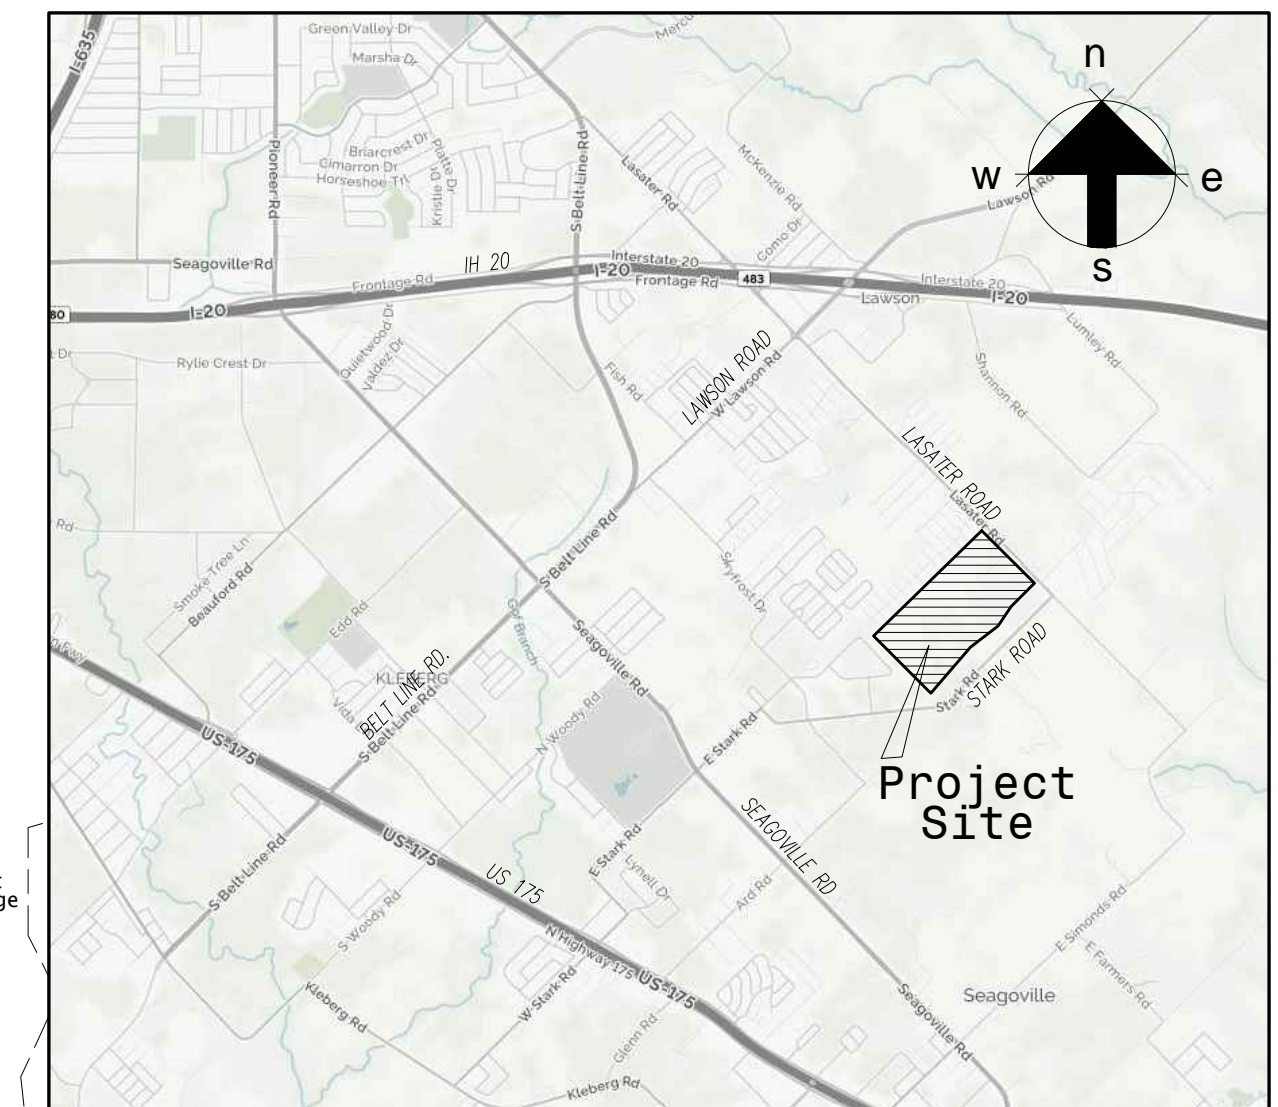 Green Valley Dr
I-635
Marsha Dr
n
Pioneer Rd
Briarcrest Dr
Cimarron Dr
Horseshoe Trl
Platte Dr
Kristie Dr
S Belt Line Rd
Lasater Rd
McKenzie Rd
w
e
Lawson Rd
Como Dr
s
Seagoville Rd
IH 20
Interstate 20
I-20
Frontage Rd
Frontage Rd
483
Interstate 20
I-20
Lawson
80
I-20
Lumley Rd
Dr
Rylie Crest Dr
Quietwood Dr
Valdez Dr
Fish Rd
LAWSON ROAD
W Lawson Rd
Shannon Rd
LASATER ROAD
Lasater Rd
Rd
S Belt Line Rd
Smoke Tree Ln
Beauford Rd
Edd Rd
Skyfrost Dr
Seagoville Rd
STARK ROAD
Stark Rd
Fwy
KLEBERG
BELT LINE RD.
S Belt Line Rd
N Woody Rd
E Stark Rd
US-175
Project
Site
SEAGOVILLE RD
US-175
US 175
E Stark Rd
Lynell Dr
Ard Rd
S Belt Line Rd
S Woody Rd
N Highway 175
US-175
E Simonds Rd
E Farmers Rd
W Stark Rd
Kleberg Rd
Seagoville
Seagoville Rd
Glenn Rd
Kleberg Rd